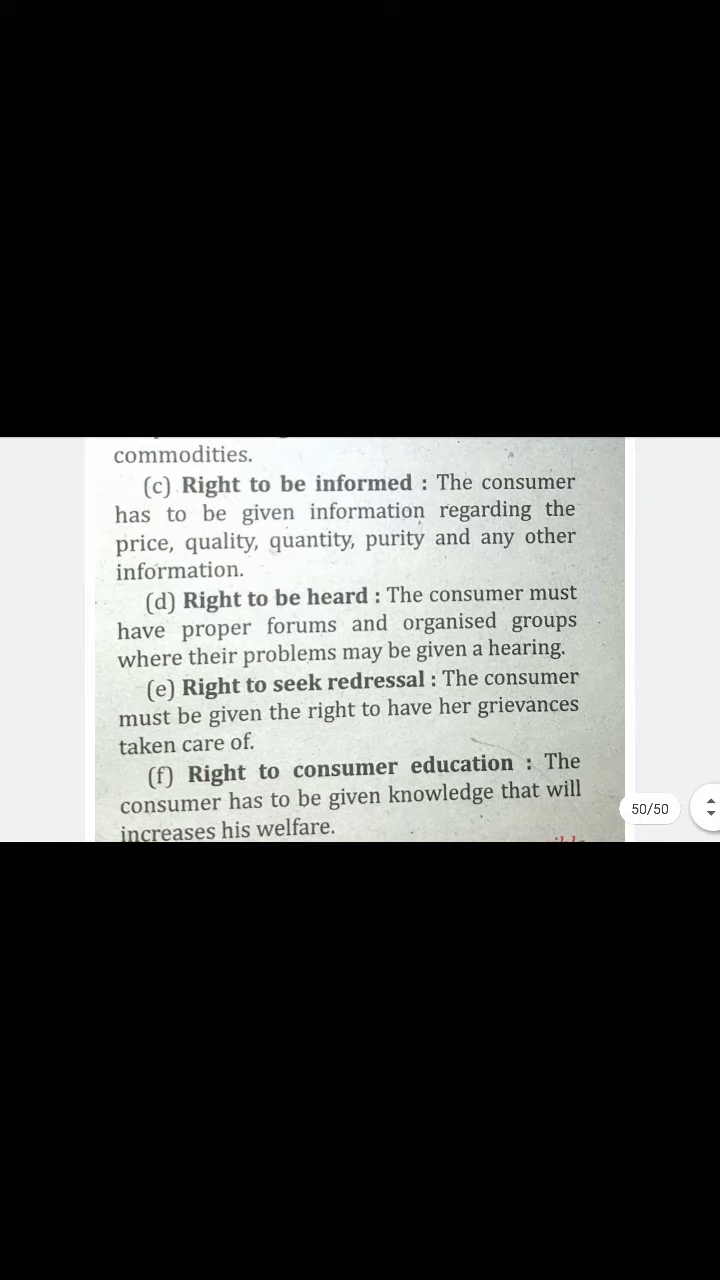 commodities.
(c) Right to be informed : The consumer
has to be given information regarding the
price, quality, quantity, purity and any other
information.
(d) Right to be heard : The consumer must
have proper forums and organised groups
where their problems may be given a hearing.
(e) Right to seek redressal : The consumer
must be given the right to have her grievances
taken care of.
(f) Right to consumer education : The
consumer has to be given knowledge that will
increases his welfare.
50/50